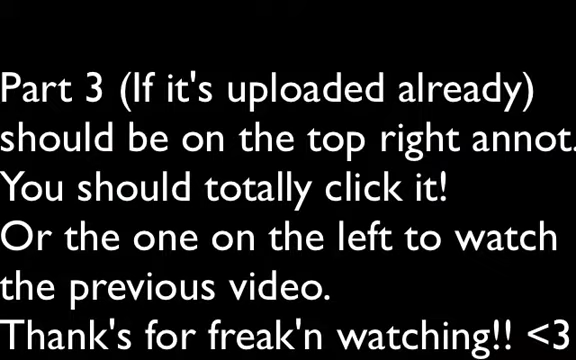 Part 3 (If it's uploaded already)
should be on the top right annot.
You should totally click it!
Or the one on the left to watch
the previous video.
Thank's for freak'n watching!! <3